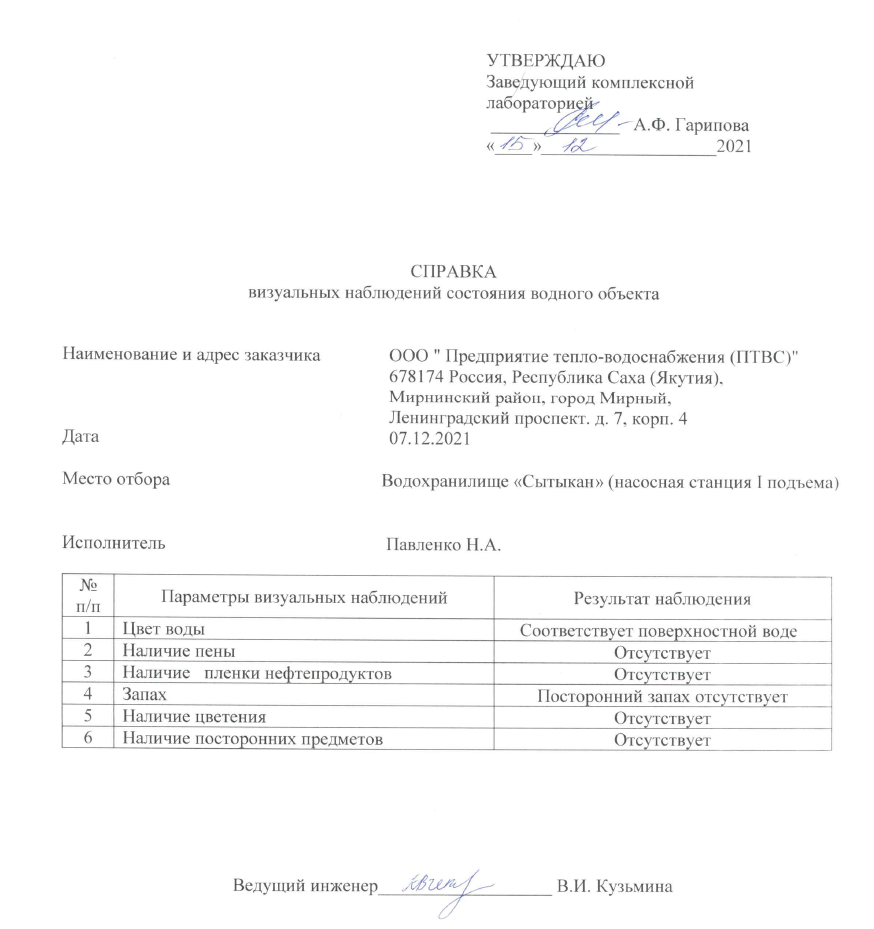 УТВЕРЖДАЮ
Заведующий комплексной
лабораторией
А.Ф. Гарипова
« 15 » 12 2021
СПРАВКА
визуальных наблюдений состояния водного объекта
Наименование и адрес заказчика ООО " Предприятие тепло-водоснабжения (ПТВС)"
678174 Россия, Республика Саха (Якутия),
Мирнинский район, город Мирный,
Ленинградский проспект. д. 7, корп. 4
Дата 07.12.2021
Место отбора Водохранилище «Сытыкан» (насосная станция I подъема)
Исполнитель Павленко Н.А.
№ п/п Параметры визуальных наблюдений Результат наблюдения
1 Цвет воды Соответствует поверхностной воде
2 Наличие пены Отсутствует
3 Наличие пленки нефтепродуктов Отсутствует
4 Запах Посторонний запах отсутствует
5 Наличие цветения Отсутствует
6 Наличие посторонних предметов Отсутствует
Ведущий инженер В.И. Кузьмина